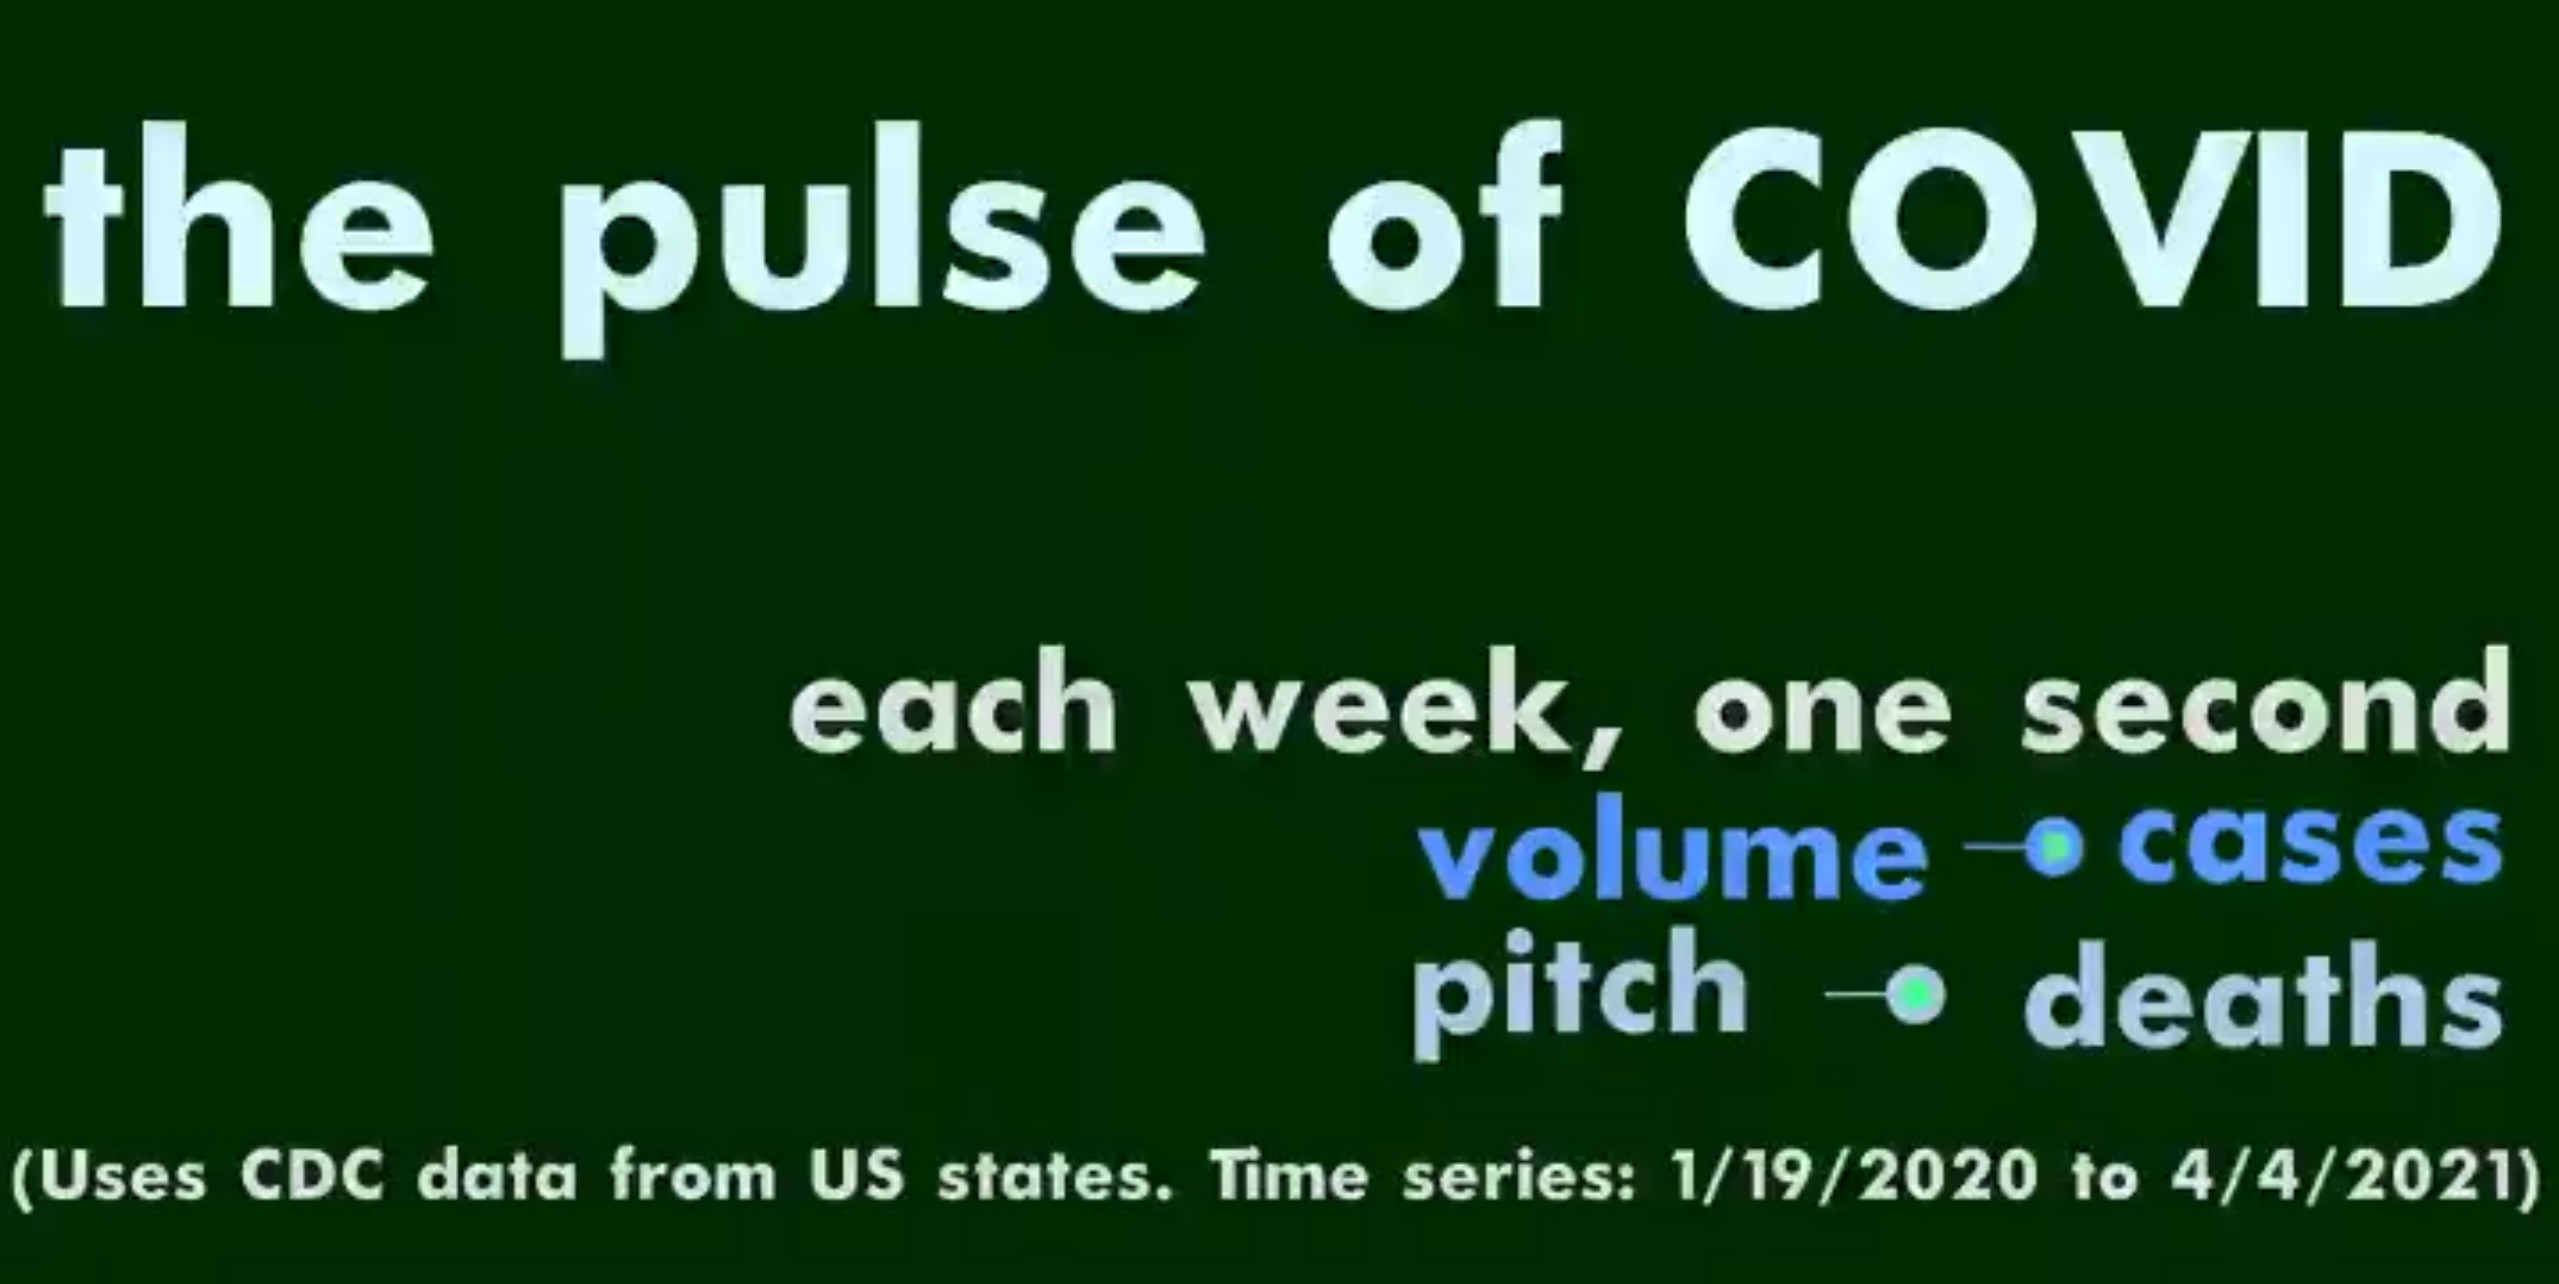 the pulse of COVID
each week, one second
volume cases
pitch deaths
(Uses CDC data from US states. Time series: 1/19/2020 to 4/4/2021)